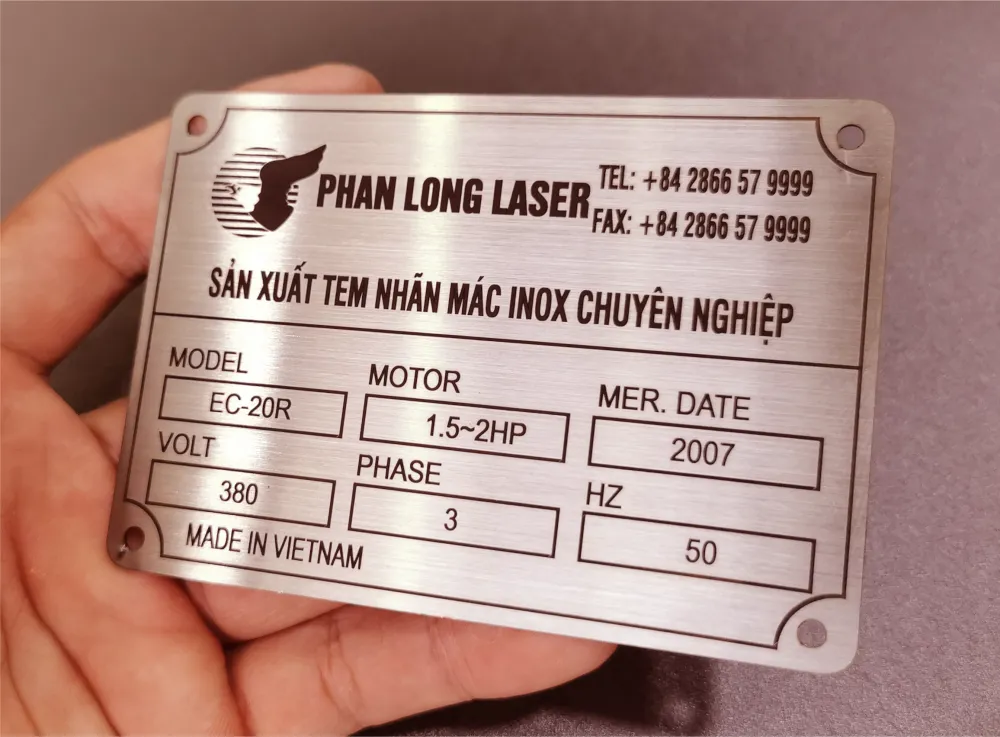 PHAN LONG LASER
TEL: +84 2866 57 9999
FAX: +84 2866 57 9999
SẢN XUẤT TEM NHÃN MÁC INOX CHUYÊN NGHIỆP
MODEL
EC-20R
MOTOR
1.5~2HP
MER. DATE
2007
VOLT
380
PHASE
3
HZ
50
MADE IN VIETNAM